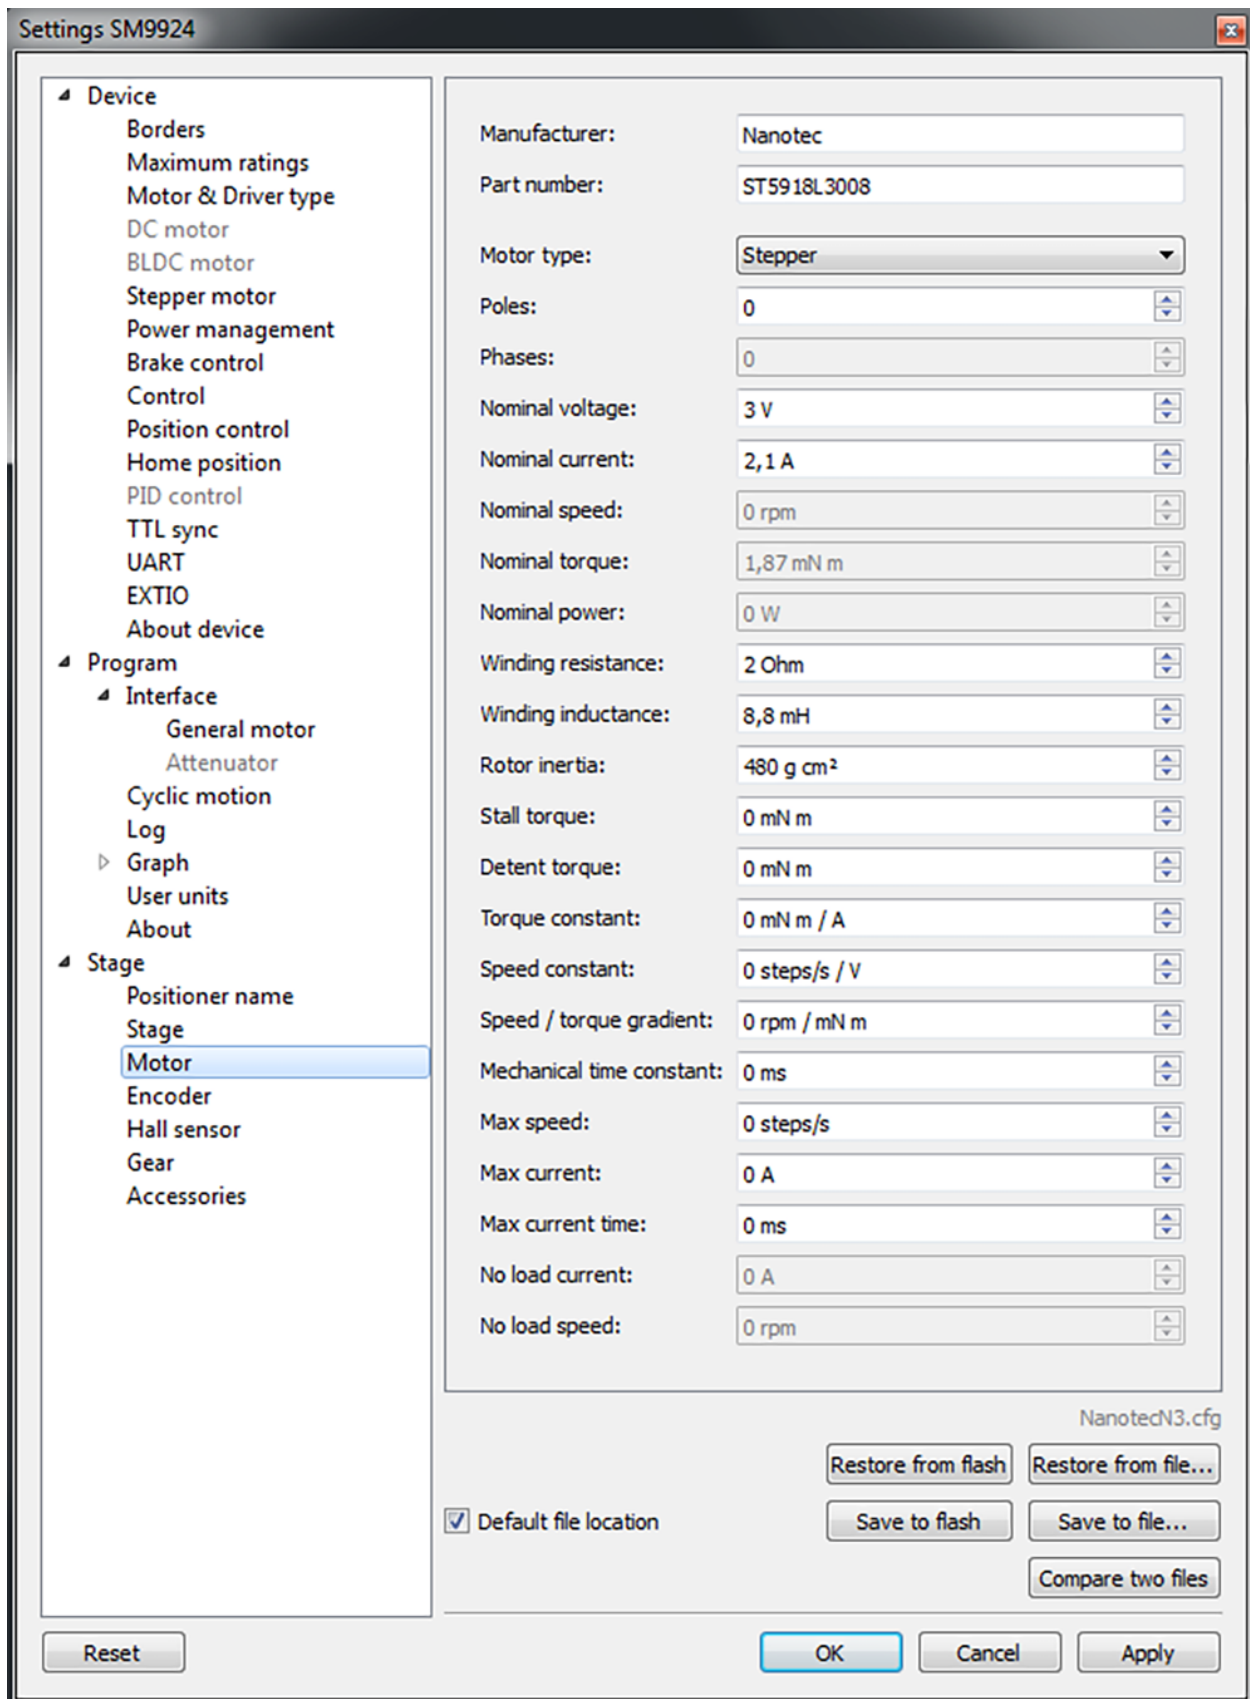 Settings SM9924
Device
Borders
Maximum ratings
Motor & Driver type
DC motor
BLDC motor
Stepper motor
Power management
Brake control
Control
Position control
Home position
PID control
TTL sync
UART
EXTIO
About device
Program
Interface
General motor
Attenuator
Cyclic motion
Log
Graph
User units
About
Stage
Positioner name
Stage
Motor
Encoder
Hall sensor
Gear
Accessories
Manufacturer: Nanotec
Part number: ST5918L3008
Motor type: Stepper
Poles: 0
Phases: 0
Nominal voltage: 3 V
Nominal current: 2,1 A
Nominal speed: 0 rpm
Nominal torque: 1,87 mN m
Nominal power: 0 W
Winding resistance: 2 Ohm
Winding inductance: 8,8 mH
Rotor inertia: 480 g cm²
Stall torque: 0 mN m
Detent torque: 0 mN m
Torque constant: 0 mN m / A
Speed constant: 0 steps/s / V
Speed / torque gradient: 0 rpm / mN m
Mechanical time constant: 0 ms
Max speed: 0 steps/s
Max current: 0 A
Max current time: 0 ms
No load current: 0 A
No load speed: 0 rpm
NanotecN3.cfg
Restore from flash Restore from file...
Default file location Save to flash Save to file...
Compare two files
Reset OK Cancel Apply